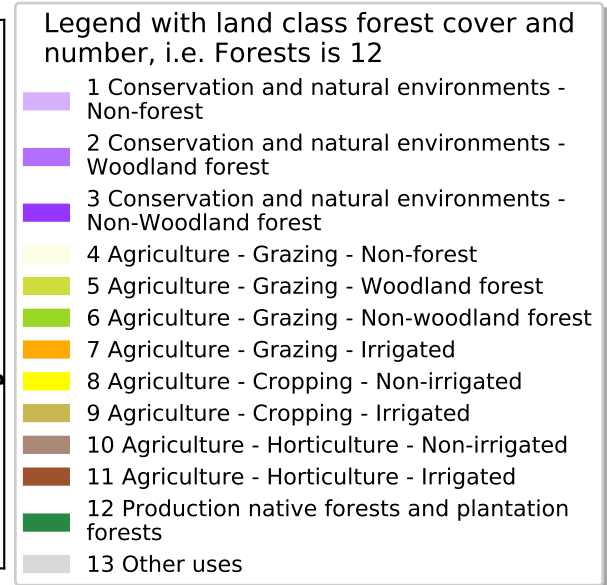 Legend with land class forest cover and
number, i.e. Forests is 12
1 Conservation and natural environments -
Non-forest
2 Conservation and natural environments -
Woodland forest
3 Conservation and natural environments -
Non-Woodland forest
4 Agriculture - Grazing - Non-forest
5 Agriculture - Grazing - Woodland forest
6 Agriculture - Grazing - Non-woodland forest
7 Agriculture - Grazing - Irrigated
8 Agriculture - Cropping - Non-irrigated
9 Agriculture - Cropping - Irrigated
10 Agriculture - Horticulture - Non-irrigated
11 Agriculture - Horticulture - Irrigated
12 Production native forests and plantation
forests
13 Other uses